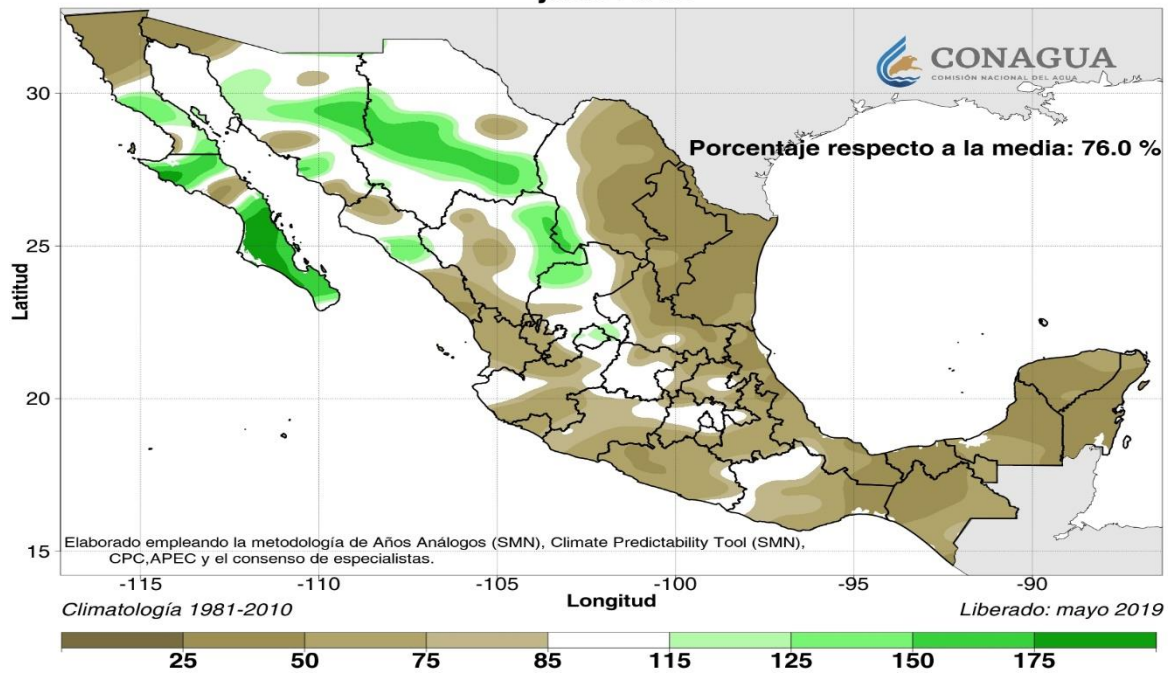 CONAGUA
COMISIÓN NACIONAL DEL AGUA
30
Porcentaje respecto a la media: 76.0 %
25
Latitud
20
Elaborado empleando la metodología de Años Análogos (SMN), Climate Predictability Tool (SMN),
CPC,APEC y el consenso de especialistas.
15
-115 -110 -105 -100 -95 -90
Longitud
Climatología 1981-2010 Liberado: mayo 2019
25 50 75 85 115 125 150 175